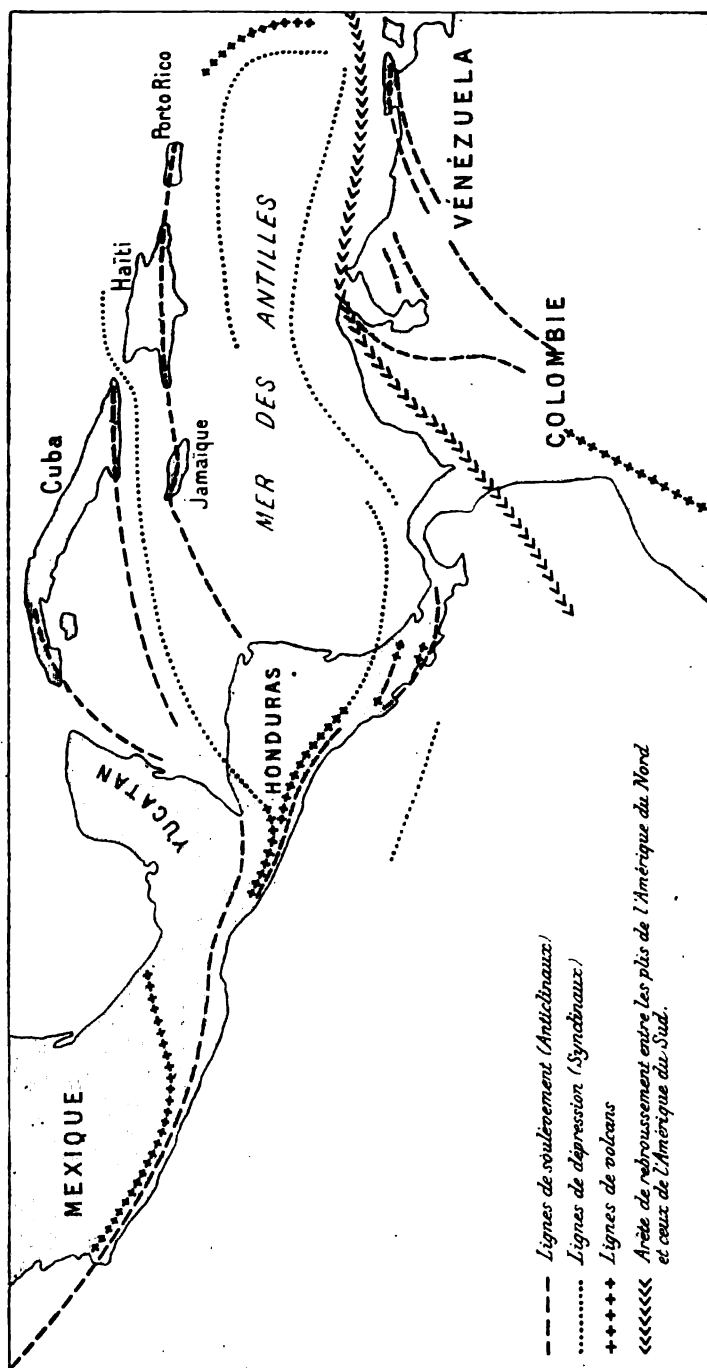 MEXIQUE
YUCATAN
HONDURAS
Cuba
Jamaïque
Haïti
Porto Rico
MER DES ANTILLES
COLOMBIE
VENÉZUELA
Lignes de soulèvement (Anticlinaux)
Lignes de dépression (Synclinaux)
Lignes de volcans
Arête de rebroussement entre les plis de l'Amérique du Nord
et ceux de l'Amérique du Sud.